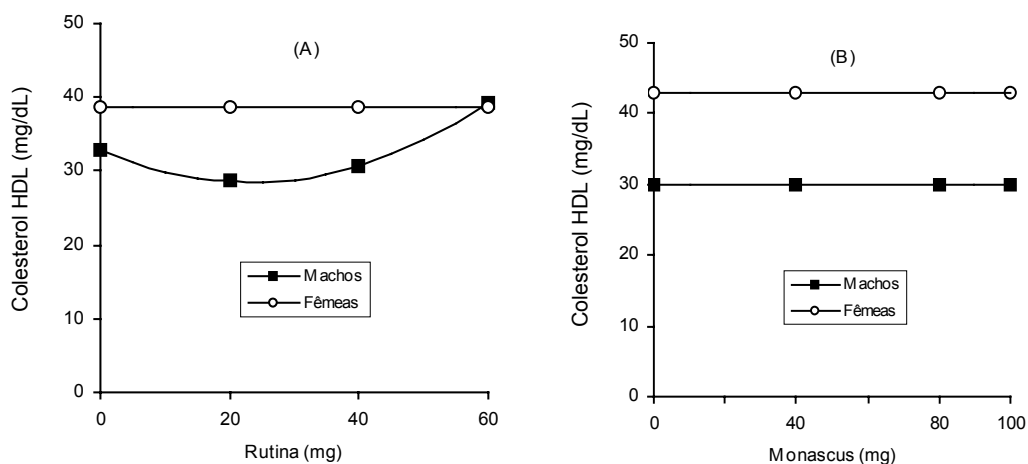 (A)
Colesterol HDL (mg/dL)
50
40
30
20
10
0
Machos
Fêmeas
0 20 40 60
Rutina (mg)
(B)
Colesterol HDL (mg/dL)
50
40
30
20
10
0
Machos
Fêmeas
0 40 80 100
Monascus (mg)